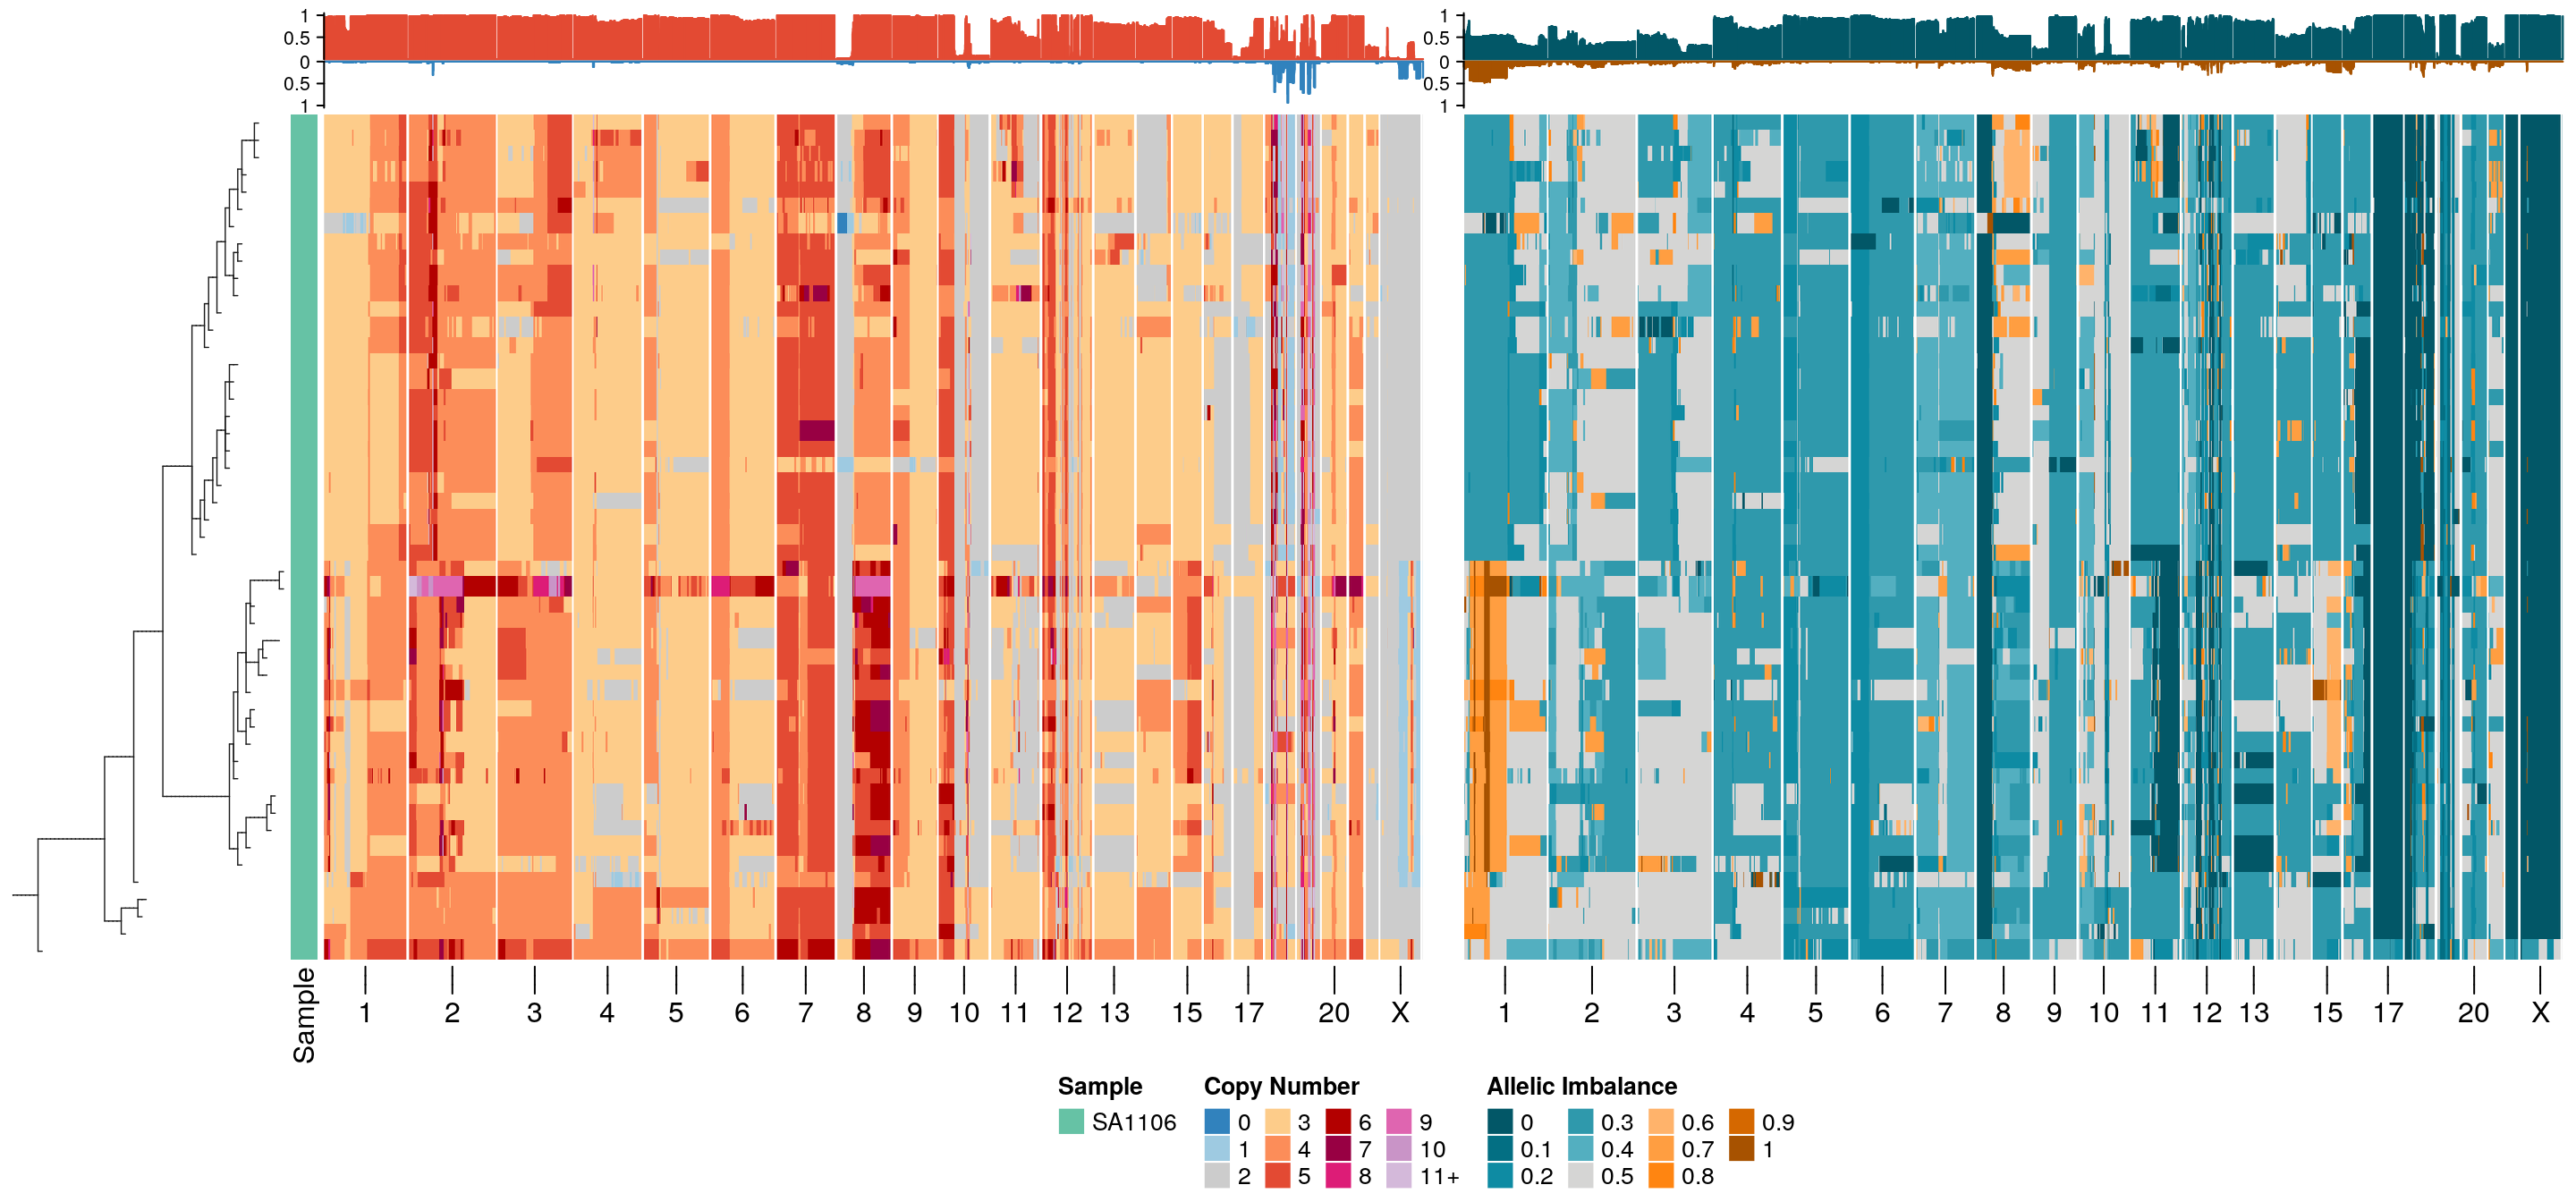 1 1
0.5 0.5
0 0
0.5 0.5
1 1
Sample
1 2 3 4 5 6 7 8 9 10 11 12 13 15 17 20 X
1 2 3 4 5 6 7 8 9 10 11 12 13 15 17 20 X
Sample
SA1106
Copy Number
0 3 6 9
1 4 7 10
2 5 8 11+
Allelic Imbalance
0 0.3 0.6 0.9
0.1 0.4 0.7 1
0.2 0.5 0.8